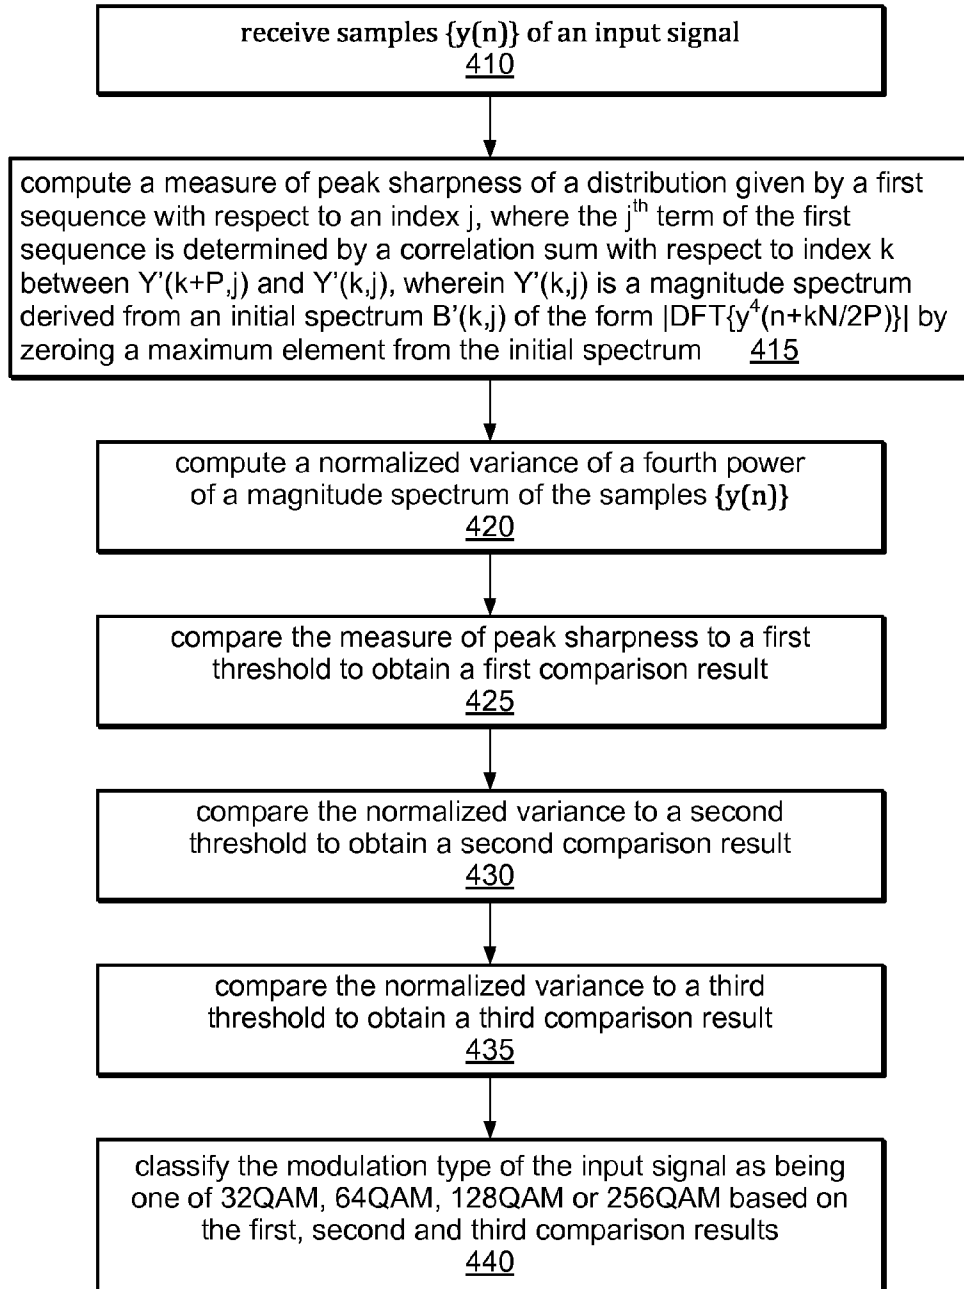 receive samples {y(n)} of an input signal
410
compute a measure of peak sharpness of a distribution given by a first
sequence with respect to an index j, where the jth term of the first
sequence is determined by a correlation sum with respect to index k
between Y’(k+P,j) and Y’(k,j), wherein Y’(k,j) is a magnitude spectrum
derived from an initial spectrum B’(k,j) of the form |DFT{y⁴(n+kN/2P)}| by
zeroing a maximum element from the initial spectrum 415
compute a normalized variance of a fourth power
of a magnitude spectrum of the samples {y(n)}
420
compare the measure of peak sharpness to a first
threshold to obtain a first comparison result
425
compare the normalized variance to a second
threshold to obtain a second comparison result
430
compare the normalized variance to a third
threshold to obtain a third comparison result
435
classify the modulation type of the input signal as being
one of 32QAM, 64QAM, 128QAM or 256QAM based on
the first, second and third comparison results
440